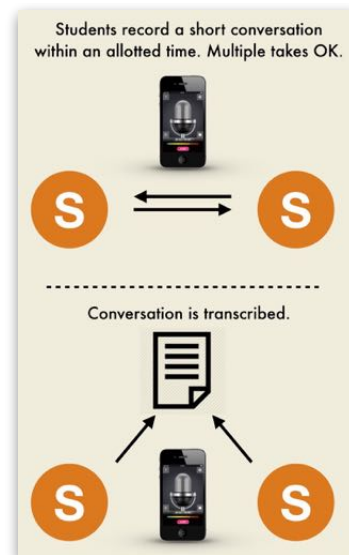 Students record a short conversation
within an allotted time. Multiple takes OK.
S S
Conversation is transcribed.
S S